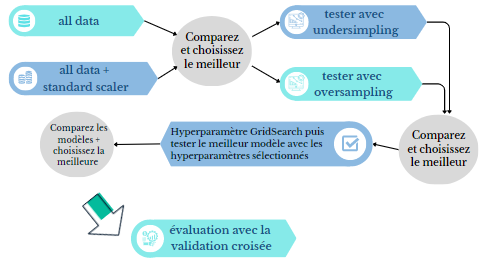 all data
all data +
standard scaler
Comparez
et choisissez
le meilleur
tester avec
undersimpling
tester avec
oversampling
Comparez
et choisissez
le meilleur
Hyperparamètre GridSearch puis
tester le meilleur modèle avec les
hyperparamètres sélectionnés
Comparez les
modèles +
choisissez la
meilleure
évaluation avec la
validation croisée